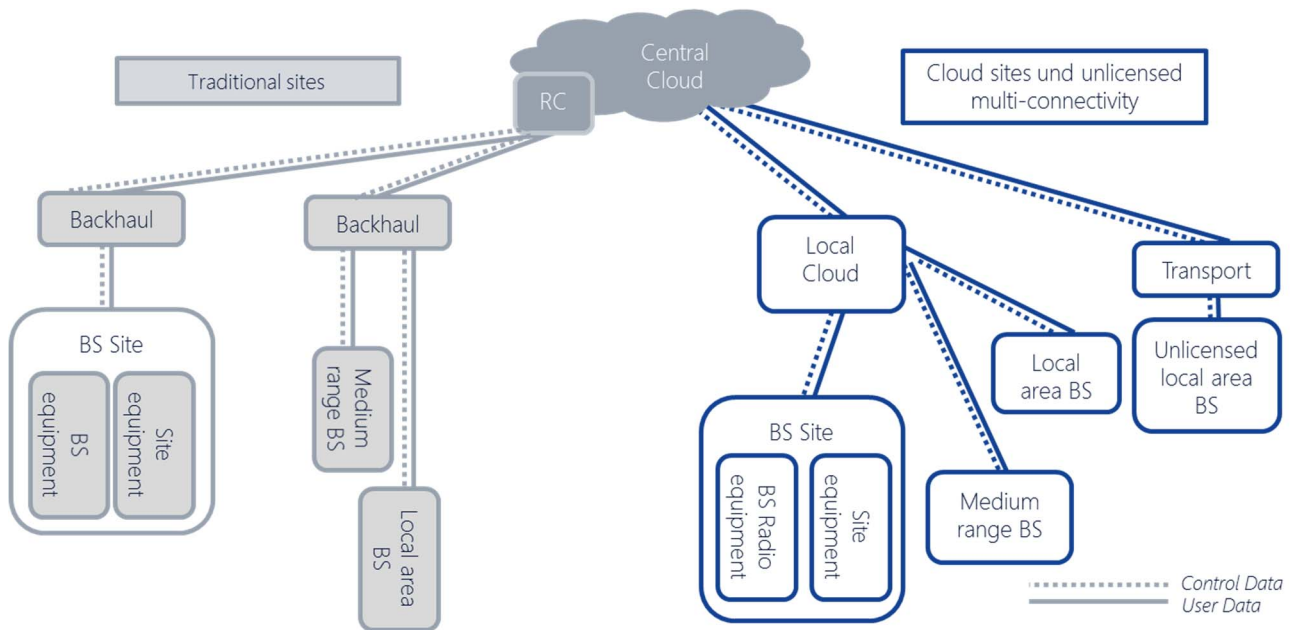 Central
Cloud
Traditional sites
RC
Cloud sites und unlicensed
multi-connectivity
Backhaul
Backhaul
Local
Cloud
Transport
BS Site
BS
equipment
Site
equipment
Medium
range BS
Local area
BS
BS Site
BS Radio
equipment
Site
equipment
Medium
range BS
Local
area BS
Unlicensed
local area
BS
Control Data
User Data